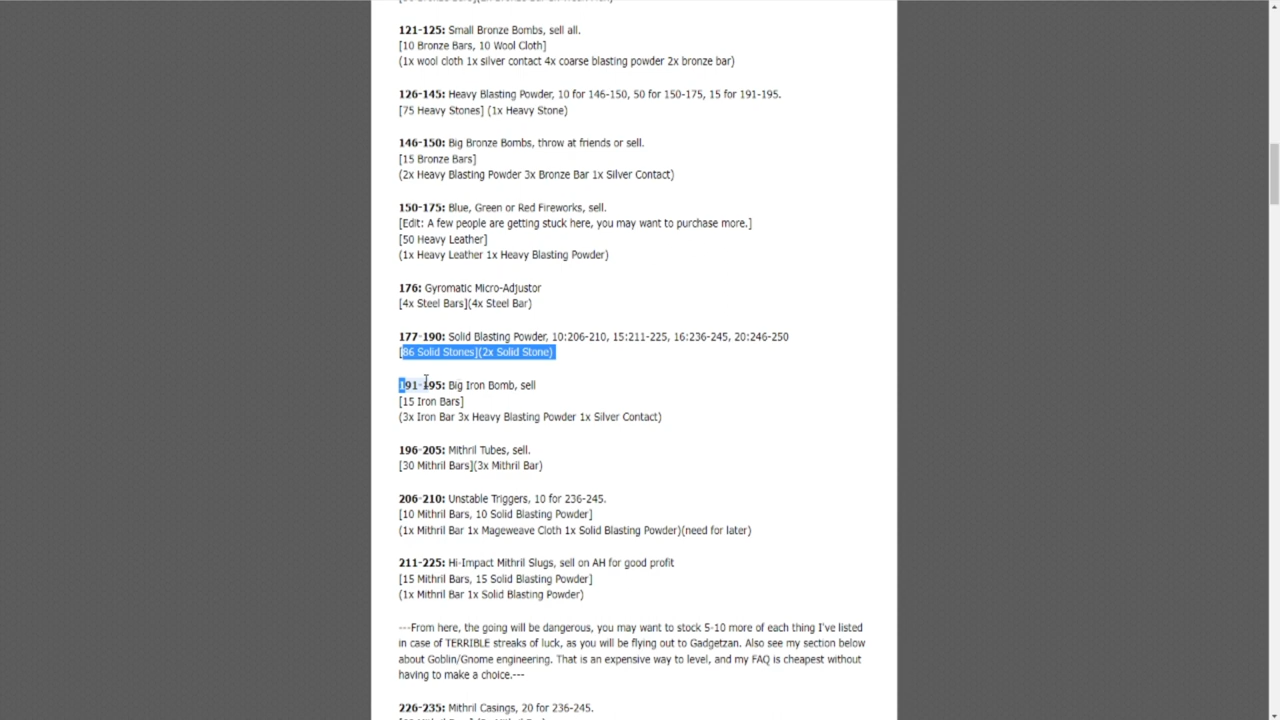 121-125: Small Bronze Bombs, sell all.
[10 Bronze Bars, 10 Wool Cloth]
(1x wool cloth 1x silver contact 4x coarse blasting powder 2x bronze bar)
126-145: Heavy Blasting Powder, 10 for 146-150, 50 for 150-175, 15 for 191-195.
[75 Heavy Stones] (1x Heavy Stone)
146-150: Big Bronze Bombs, throw at friends or sell.
[15 Bronze Bars]
(2x Heavy Blasting Powder 3x Bronze Bar 1x Silver Contact)
150-175: Blue, Green or Red Fireworks, sell.
[Edit: A few people are getting stuck here, you may want to purchase more.]
[50 Heavy Leather]
(1x Heavy Leather 1x Heavy Blasting Powder)
176: Gyromatic Micro-Adjustor
[4x Steel Bars](4x Steel Bar)
177-190: Solid Blasting Powder, 10:206-210, 15:211-225, 16:236-245, 20:246-250
[86 Solid Stones](2x Solid Stone)
191-195: Big Iron Bomb, sell
[15 Iron Bars]
(3x Iron Bar 3x Heavy Blasting Powder 1x Silver Contact)
196-205: Mithril Tubes, sell.
[30 Mithril Bars](3x Mithril Bar)
206-210: Unstable Triggers, 10 for 236-245.
[10 Mithril Bars, 10 Solid Blasting Powder]
(1x Mithril Bar 1x Mageweave Cloth 1x Solid Blasting Powder)(need for later)
211-225: Hi-Impact Mithril Slugs, sell on AH for good profit
[15 Mithril Bars, 15 Solid Blasting Powder]
(1x Mithril Bar 1x Solid Blasting Powder)
---From here, the going will be dangerous, you may want to stock 5-10 more of each thing I've listed
in case of TERRIBLE streaks of luck, as you will be flying out to Gadgetzan. Also see my section below
about Goblin/Gnome engineering. That is an expensive way to level, and my FAQ is cheapest without
having to make a choice.---
226-235: Mithril Casings, 20 for 236-245.